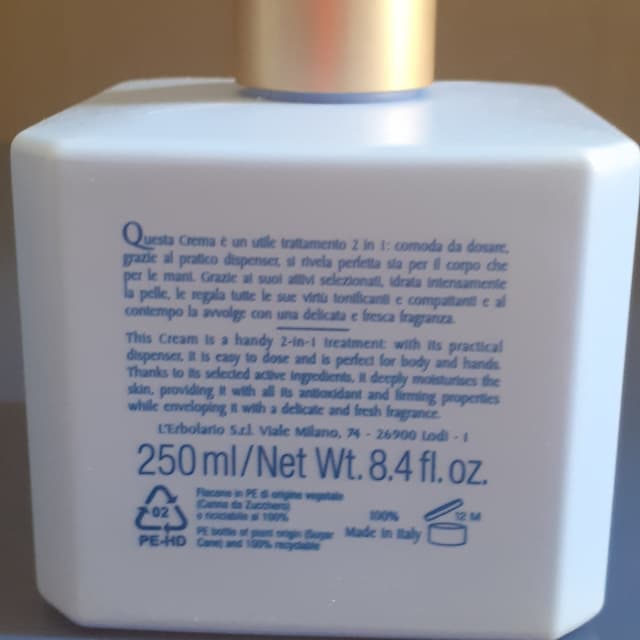 Questa Crema è un utile trattamento 2 in 1: comoda da dosare,
grazie al pratico dispenser, si rivela perfetta sia per il corpo che
per le mani. Grazie ai suoi attivi selezionati, idrata intensamente
la pelle, le regala tutte le sue virtù tonificanti e compattanti e al
contempo la avvolge con una delicata e fresca fragranza.
This Cream is a handy 2-in-1 treatment: with its practical
dispenser, it is easy to dose and is perfect for body and hands.
Thanks to its selected active ingredients, it deeply moisturises the
skin, providing it with all its antioxidant and firming properties
while enveloping it with a delicate and fresh fragrance.
L'Erbolario S.r.l. Viale Milano, 74 - 26900 Lodi - I
250 ml/Net Wt. 8.4 fl. oz.
02
PE-HD
Flacone in PE di origine vegetale
(Canna da Zucchero)
e riciclabile al 100%
PE bottle of plant origin (Sugar
Cane) and 100% recyclable
100%
Made in Italy
12 M